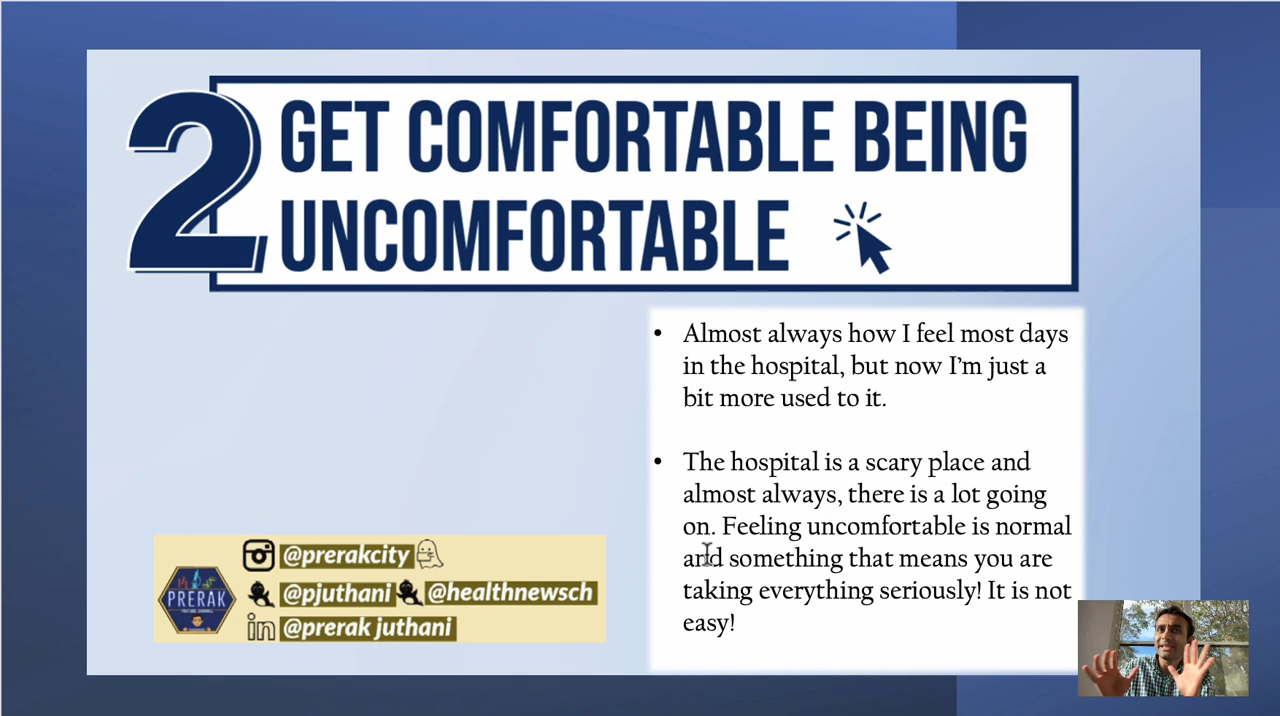 2
GET COMFORTABLE BEING
UNCOMFORTABLE
• Almost always how I feel most days
in the hospital, but now I'm just a
bit more used to it.
• The hospital is a scary place and
almost always, there is a lot going
on. Feeling uncomfortable is normal
and something that means you are
taking everything seriously! It is not
easy!
@prerakcity
@pjuthani @healthnewsch
in @prerak juthani
PRERAK